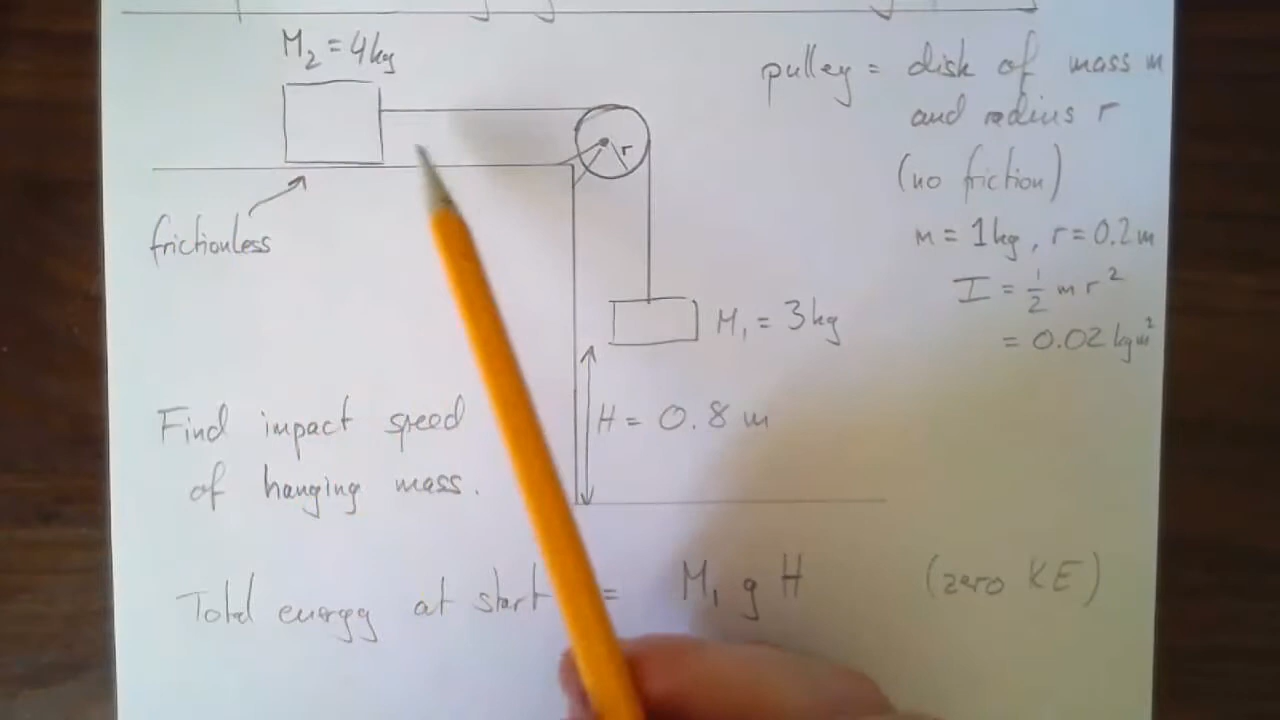 M₂ = 4kg
pulley = disk of mass m
and radius r
(no friction)
m = 1kg, r = 0.2m
I = ½ m r²
= 0.02 kgm²
r
frictionless
M₁ = 3kg
H = 0.8 m
Find impact speed
of hanging mass.
Total energy at start = M₁ g H (zero KE)